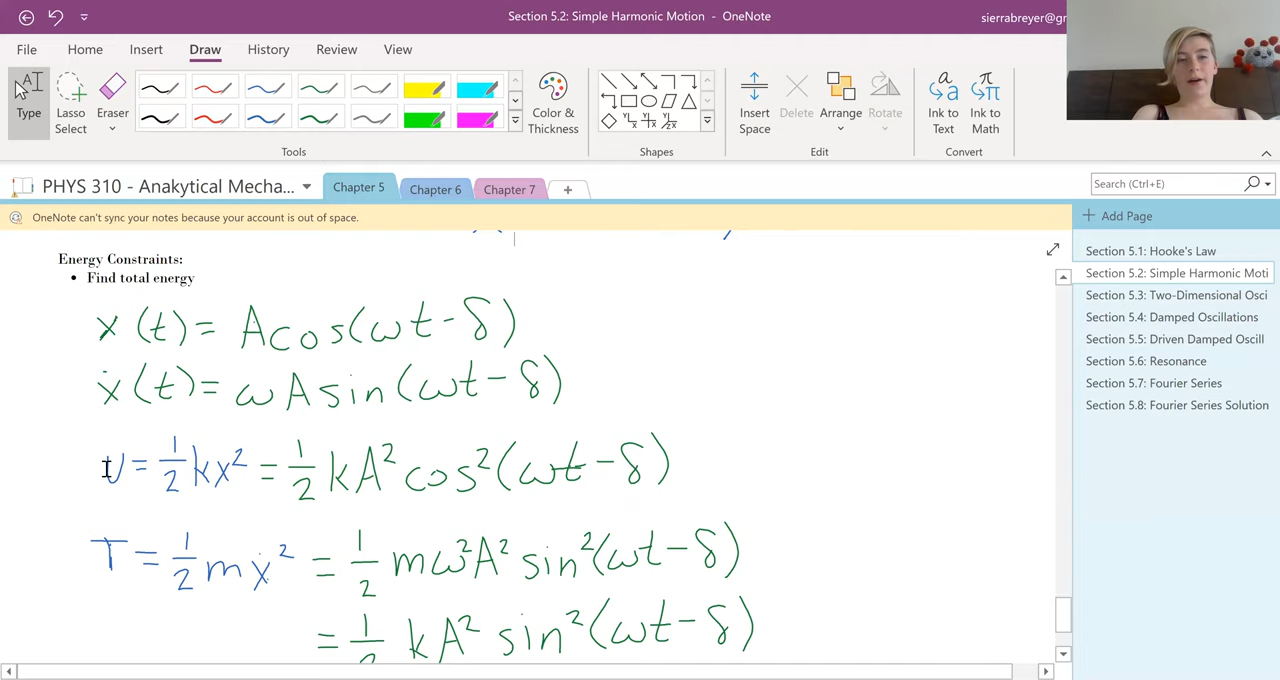 Section 5.2: Simple Harmonic Motion - OneNote
sierrabreyer@gr
File Home Insert Draw History Review View
Type
Lasso Select
Eraser
Color & Thickness
Insert Space
Delete
Arrange
Rotate
Ink to Text
Ink to Math
Tools
Shapes
Edit
Convert
PHYS 310 - Anakytical Mecha...
Chapter 5
Chapter 6
Chapter 7
Search (Ctrl+E)
OneNote can't sync your notes because your account is out of space.
Add Page
Section 5.1: Hooke's Law
Section 5.2: Simple Harmonic Moti
Section 5.3: Two-Dimensional Osci
Section 5.4: Damped Oscillations
Section 5.5: Driven Damped Oscill
Section 5.6: Resonance
Section 5.7: Fourier Series
Section 5.8: Fourier Series Solution
Energy Constraints:
• Find total energy
x(t) = A cos(ωt - δ)
ẋ(t) = ωA sin(ωt - δ)
U = 1/2 kx² = 1/2 kA² cos²(ωt - δ)
T = 1/2 mẋ² = 1/2 mω²A² sin²(ωt - δ)
= 1/2 kA² sin²(ωt - δ)